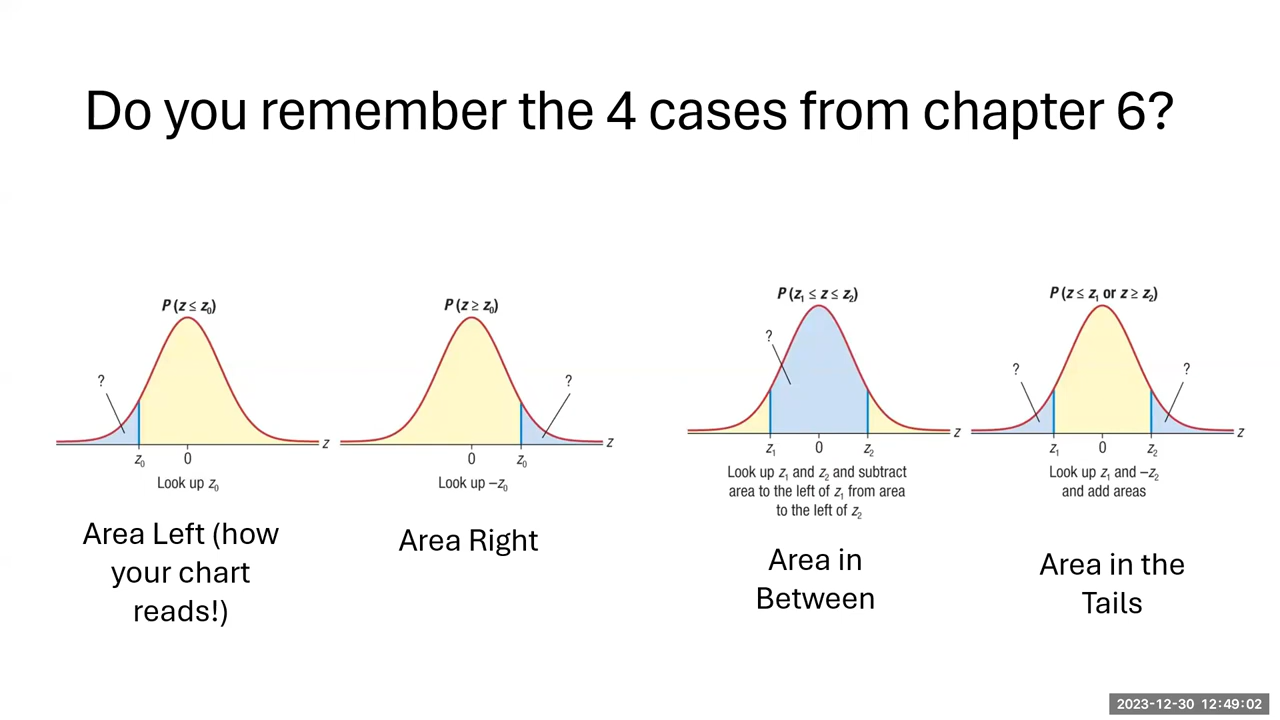 Do you remember the 4 cases from chapter 6?
P (z ≤ z₀)
?
z₀ 0 z
Look up z₀
Area Left (how
your chart
reads!)
P (z ≥ z₀)
?
0 z₀ z
Look up –z₀
Area Right
P (z₁ ≤ z ≤ z₂)
?
z₁ 0 z₂ z
Look up z₁ and z₂ and subtract
area to the left of z₁ from area
to the left of z₂
Area in
Between
P (z ≤ z₁ or z ≥ z₂)
? ?
z₁ 0 z₂ z
Look up z₁ and –z₂
and add areas
Area in the
Tails
2023-12-30 12:49:02